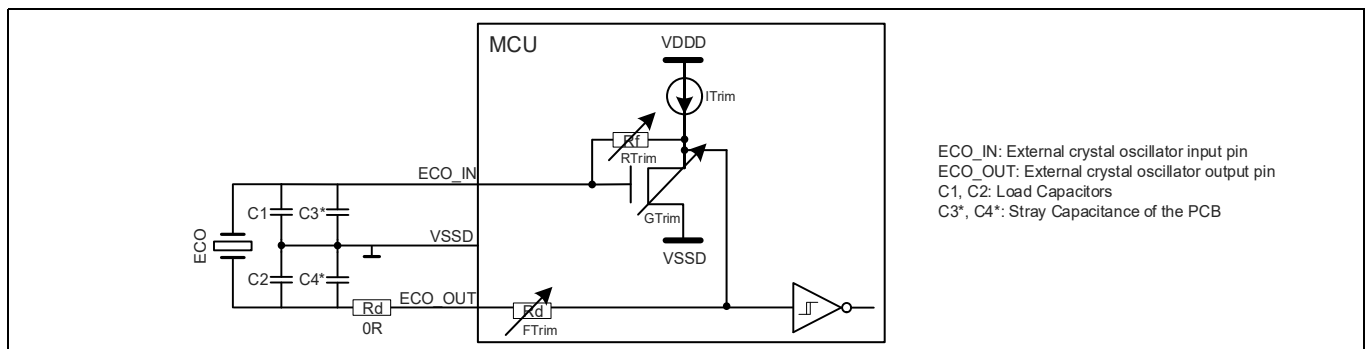 MCU
VDDD
ITrim
Rf
RTrim
ECO_IN
GTrim
VSSD
C1
C3*
VSSD
ECO
C2
C4*
ECO_OUT
Rd
0R
Rd
FTrim
ECO_IN: External crystal oscillator input pin
ECO_OUT: External crystal oscillator output pin
C1, C2: Load Capacitors
C3*, C4*: Stray Capacitance of the PCB